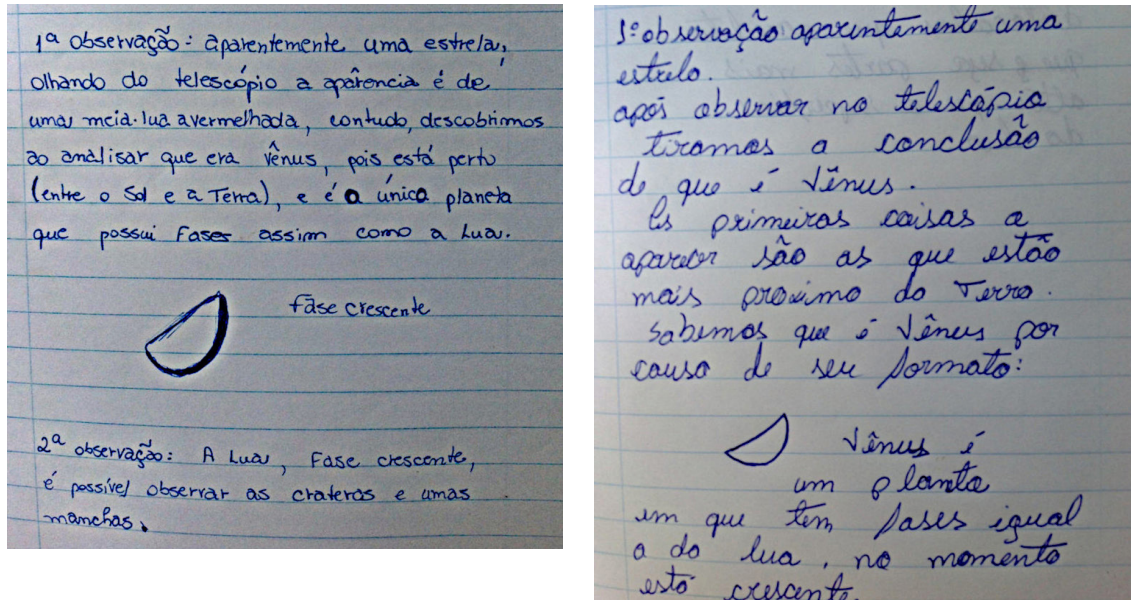 1ª observação: aparentemente uma estrela,
olhando do telescópio a aparência é de
uma meia-lua avermelhada, contudo, descobrimos
ao analisar que era Vênus, pois está perto
(entre o Sol e a Terra), e é o único planeta
que possui Fases assim como a Lua.
fase crescente
2ª observação: A Lua, Fase crescente,
é possível observar as crateras e umas
manchas.
1ª observação aparentemente uma
estrela.
após observar no telescópio
tiramos a conclusão
de que é Vênus.
As primeiras coisas a
aparecer são as que estão
mais proximo do Terra.
Sabemos que é Vênus por
causa de seu formato:
Vênus é
um planta
em que tem fases igual
a da lua, no momento
está crescente.